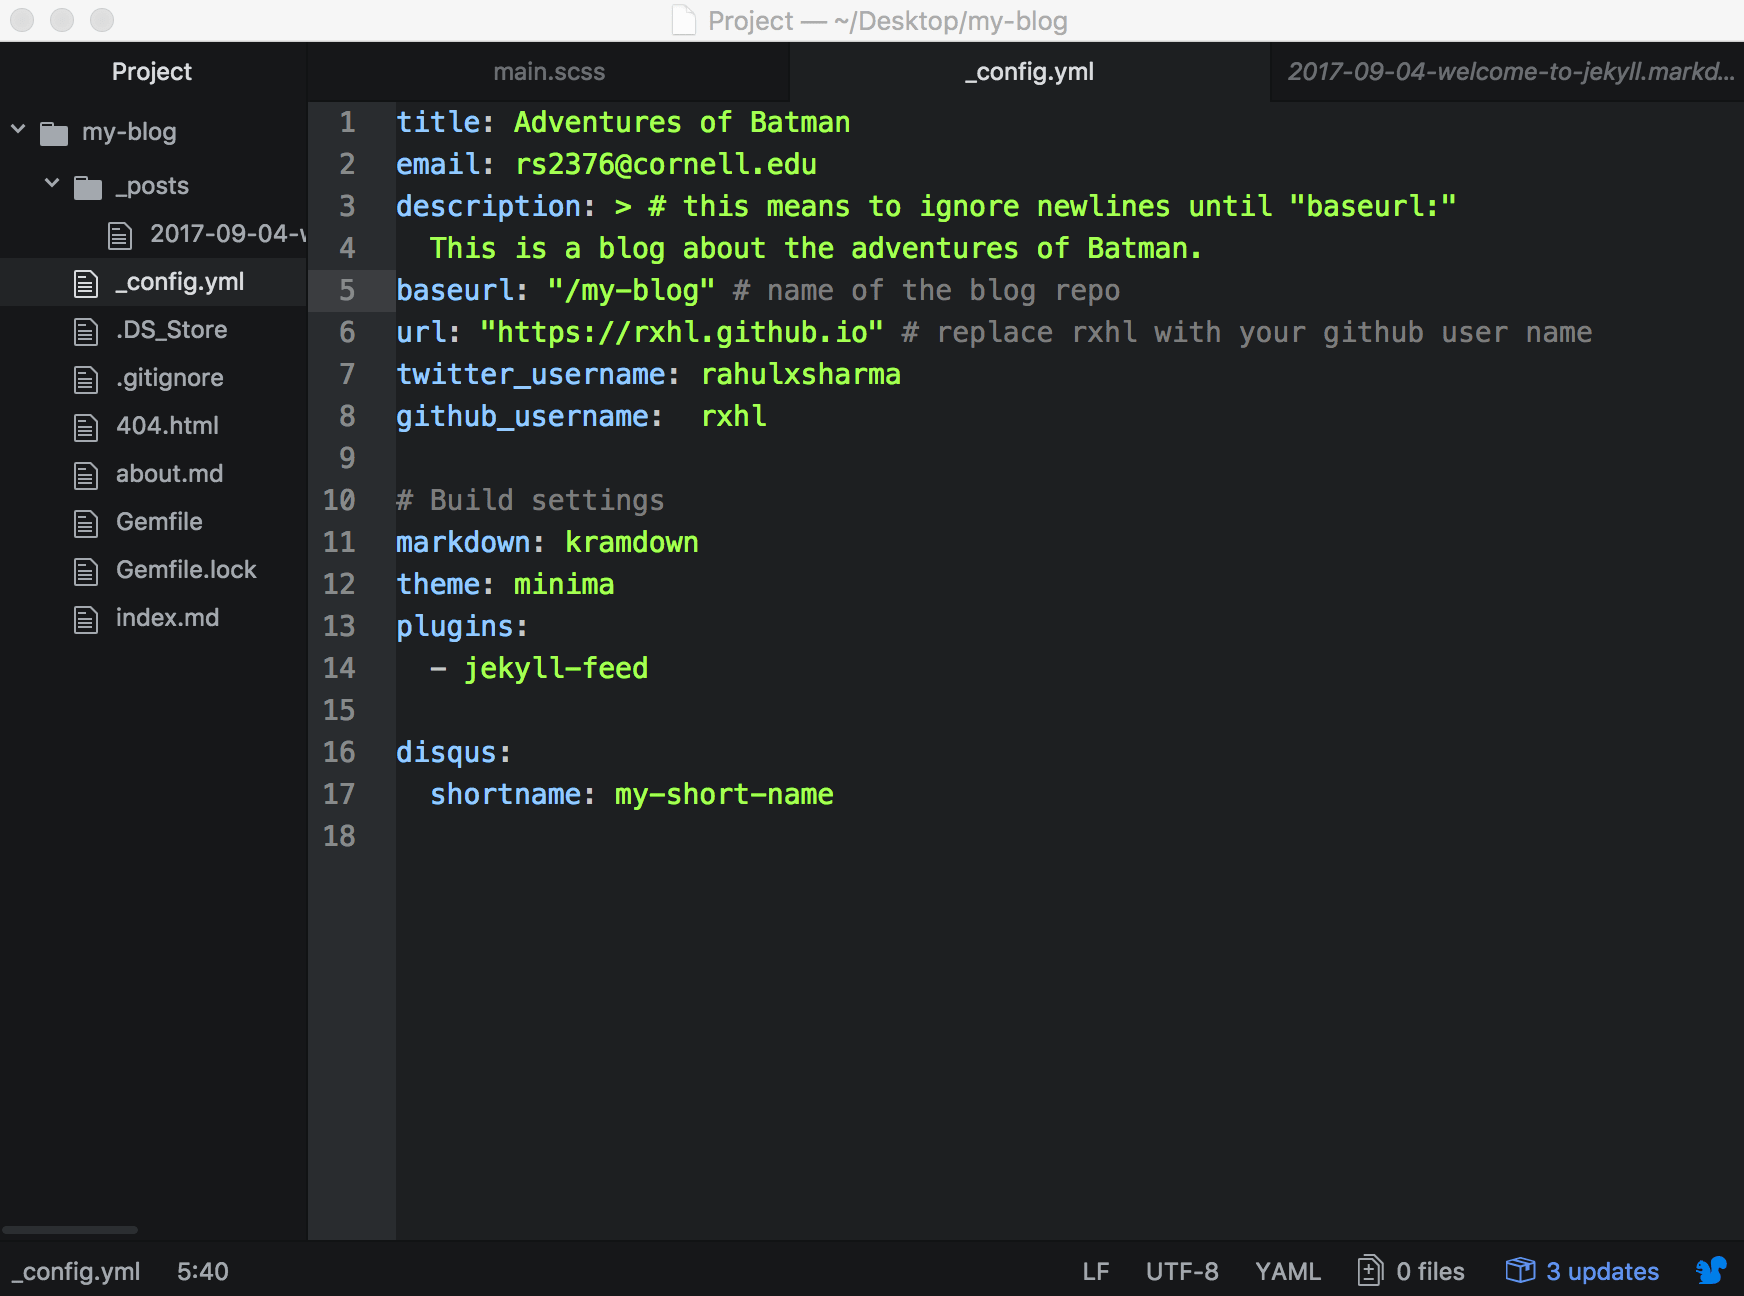 Project — ~/Desktop/my-blog
Project
main.scss
_config.yml
2017-09-04-welcome-to-jekyll.markd...
my-blog
_posts
2017-09-04-
_config.yml
.DS_Store
.gitignore
404.html
about.md
Gemfile
Gemfile.lock
index.md
1 title: Adventures of Batman
2 email: rs2376@cornell.edu
3 description: > # this means to ignore newlines until "baseurl:"
4   This is a blog about the adventures of Batman.
5 baseurl: "/my-blog" # name of the blog repo
6 url: "https://rxhl.github.io" # replace rxhl with your github user name
7 twitter_username: rahulxsharma
8 github_username:  rxhl
9
10 # Build settings
11 markdown: kramdown
12 theme: minima
13 plugins:
14   - jekyll-feed
15
16 disqus:
17   shortname: my-short-name
18
_config.yml 5:40 LF UTF-8 YAML 0 files 3 updates